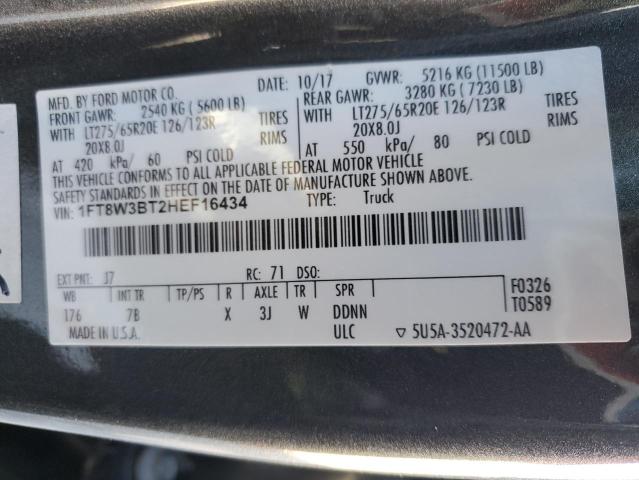 MFD. BY FORD MOTOR CO.
DATE: 10/17 GVWR: 5216 KG (11500 LB)
FRONT GAWR: 2540 KG (5600 LB)
REAR GAWR: 3280 KG (7230 LB)
WITH LT275/65R20E 126/123R TIRES
WITH LT275/65R20E 126/123R TIRES
20X8.0J RIMS
20X8.0J RIMS
AT 420 kPa/ 60 PSI COLD
AT 550 kPa/ 80 PSI COLD
THIS VEHICLE CONFORMS TO ALL APPLICABLE FEDERAL MOTOR VEHICLE
SAFETY STANDARDS IN EFFECT ON THE DATE OF MANUFACTURE SHOWN ABOVE.
VIN: 1FT8W3BT2HEF16434 TYPE: Truck
EXT PNT: J7 RC: 71 DSO:
WB INT TR TP/PS R AXLE TR SPR
176 7B X 3J W DDNN
F0326
T0589
MADE IN U.S.A. ULC ▽ 5U5A-3520472-AA